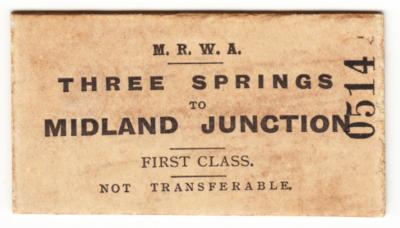 M. R. W. A.
THREE SPRINGS
TO
MIDLAND JUNCTION
FIRST CLASS.
NOT TRANSFERABLE.
0514